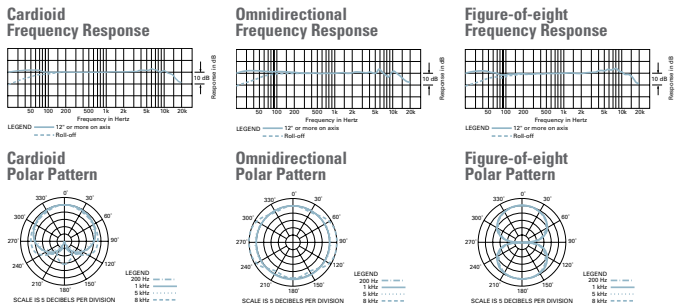 Cardioid
Frequency Response
Response in dB
10 dB
50 100 200 500 1k 2k 5k 10k 20k
Frequency in Hertz
LEGEND 12" or more on axis
Roll-off
Omnidirectional
Frequency Response
Response in dB
10 dB
50 100 200 500 1k 2k 5k 10k 20k
Frequency in Hertz
LEGEND 12" or more on axis
Roll-off
Figure-of-eight
Frequency Response
Response in dB
10 dB
50 100 200 500 1k 2k 5k 10k 20k
Frequency in Hertz
LEGEND 12" or more on axis
Roll-off
Cardioid
Polar Pattern
0°
330° 30°
300° 60°
270° 90°
240° 120°
210° 150°
180°
LEGEND
200 Hz
1 kHz
5 kHz
8 kHz
SCALE IS 5 DECIBELS PER DIVISION
Omnidirectional
Polar Pattern
0°
330° 30°
300° 60°
270° 90°
240° 120°
210° 150°
180°
LEGEND
200 Hz
1 kHz
5 kHz
8 kHz
SCALE IS 5 DECIBELS PER DIVISION
Figure-of-eight
Polar Pattern
0°
330° 30°
300° 60°
270° 90°
240° 120°
210° 150°
180°
LEGEND
200 Hz
1 kHz
5 kHz
8 kHz
SCALE IS 5 DECIBELS PER DIVISION